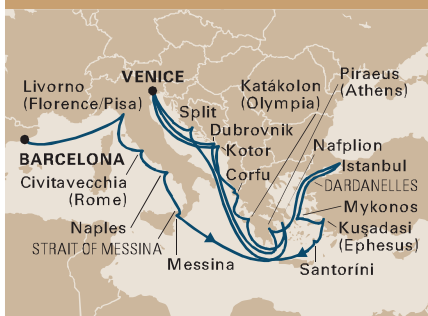 Livorno
(Florence/Pisa)
VENICE
Katákolon
(Olympia)
Piraeus
(Athens)
Split
Dubrovnik
Kotor
Corfu
Nafplion
Istanbul
DARDANELLES
BARCELONA
Civitavecchia
(Rome)
Mykonos
Kuşadasi
(Ephesus)
Naples
STRAIT OF MESSINA
Messina
Santoríni